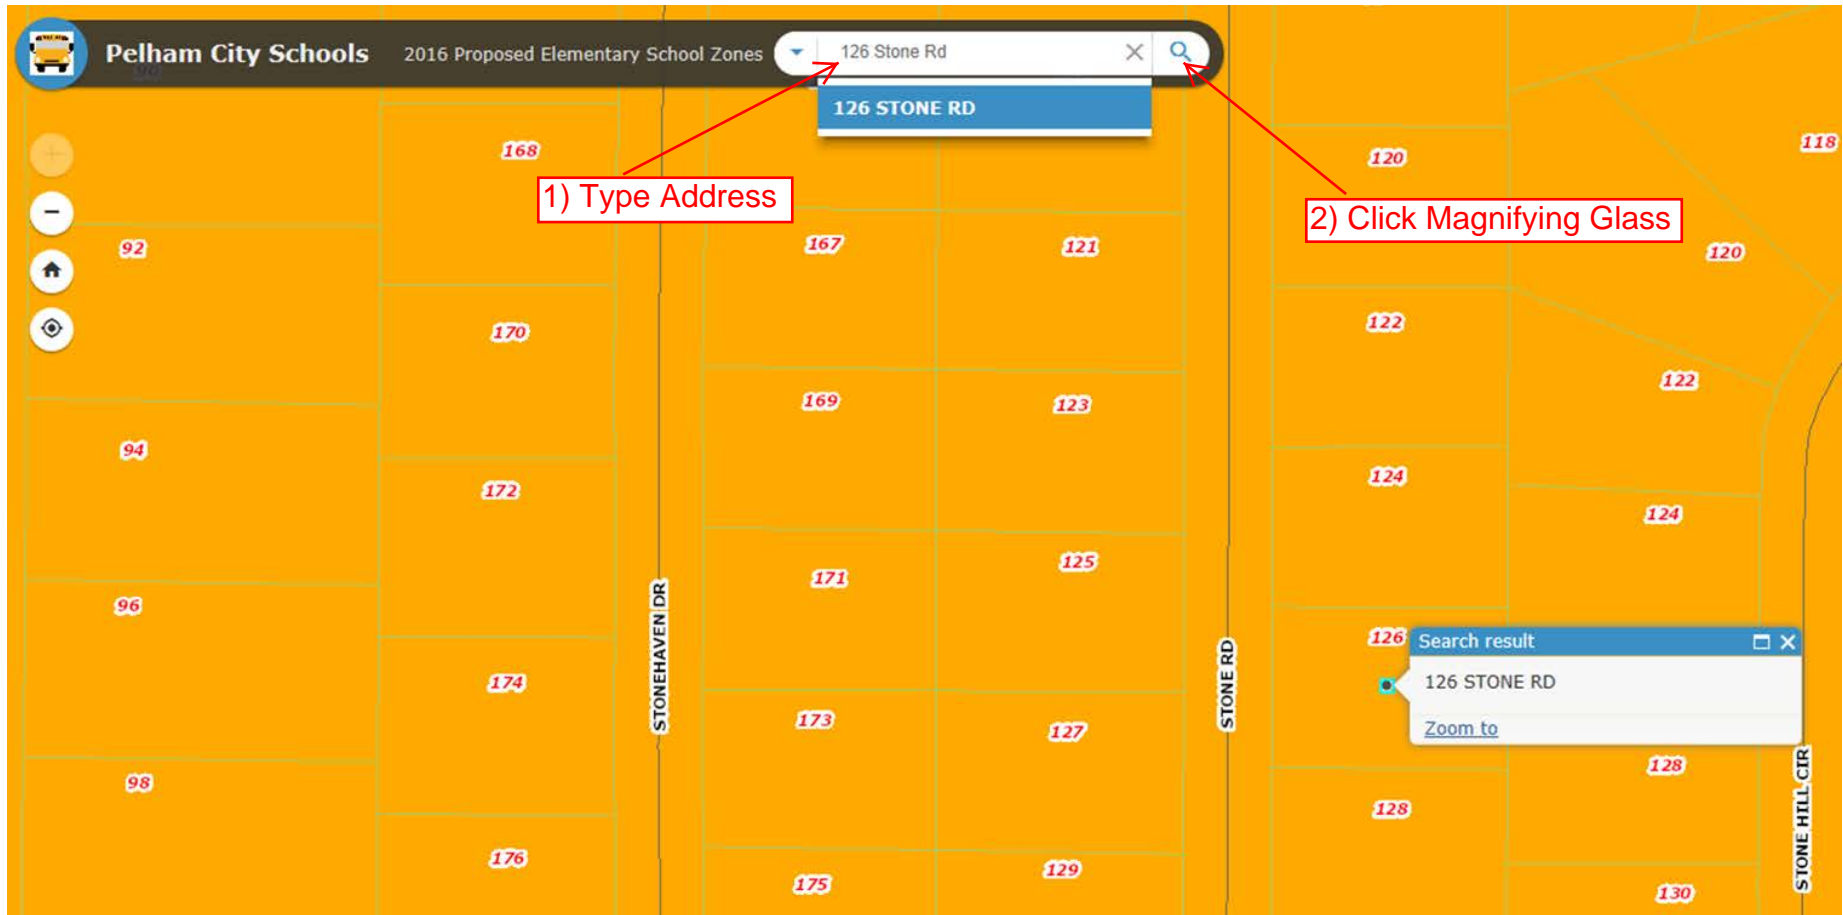 Pelham City Schools
2016 Proposed Elementary School Zones
126 Stone Rd
126 STONE RD
1) Type Address
2) Click Magnifying Glass
168
120
118
92
167
121
120
170
122
122
169
123
94
172
124
124
171
125
96
STONEHAVEN DR
STONE RD
126
Search result
126 STONE RD
Zoom to
174
173
127
98
128
128
STONE HILL CIR
176
175
129
130